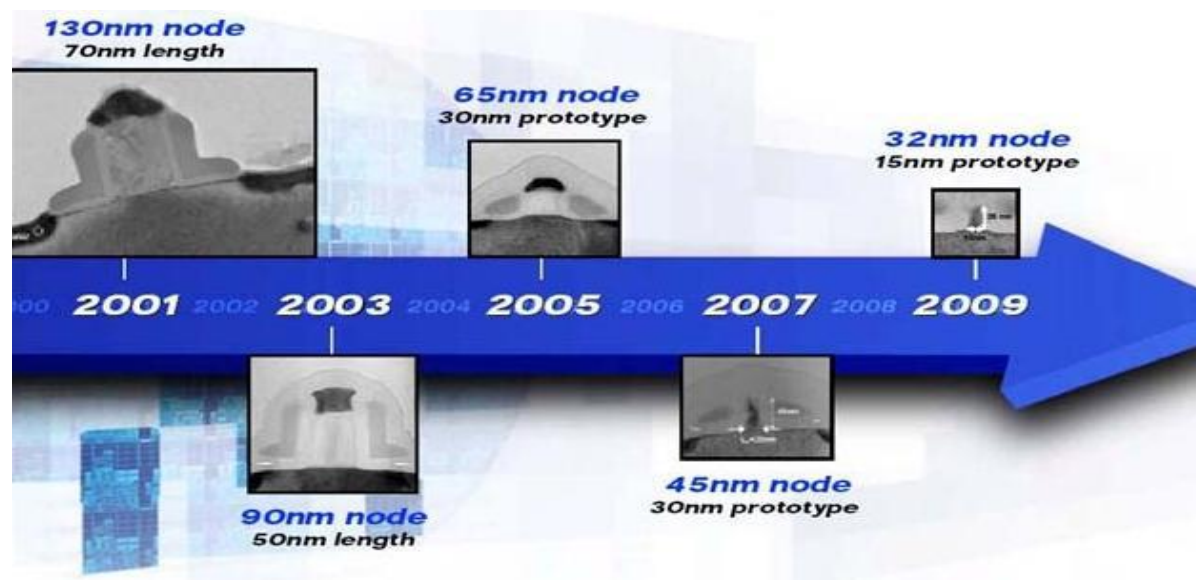 130nm node
70nm length
65nm node
30nm prototype
32nm node
15nm prototype
2001 2002 2003 2004 2005 2006 2007 2008 2009
90nm node
50nm length
45nm node
30nm prototype